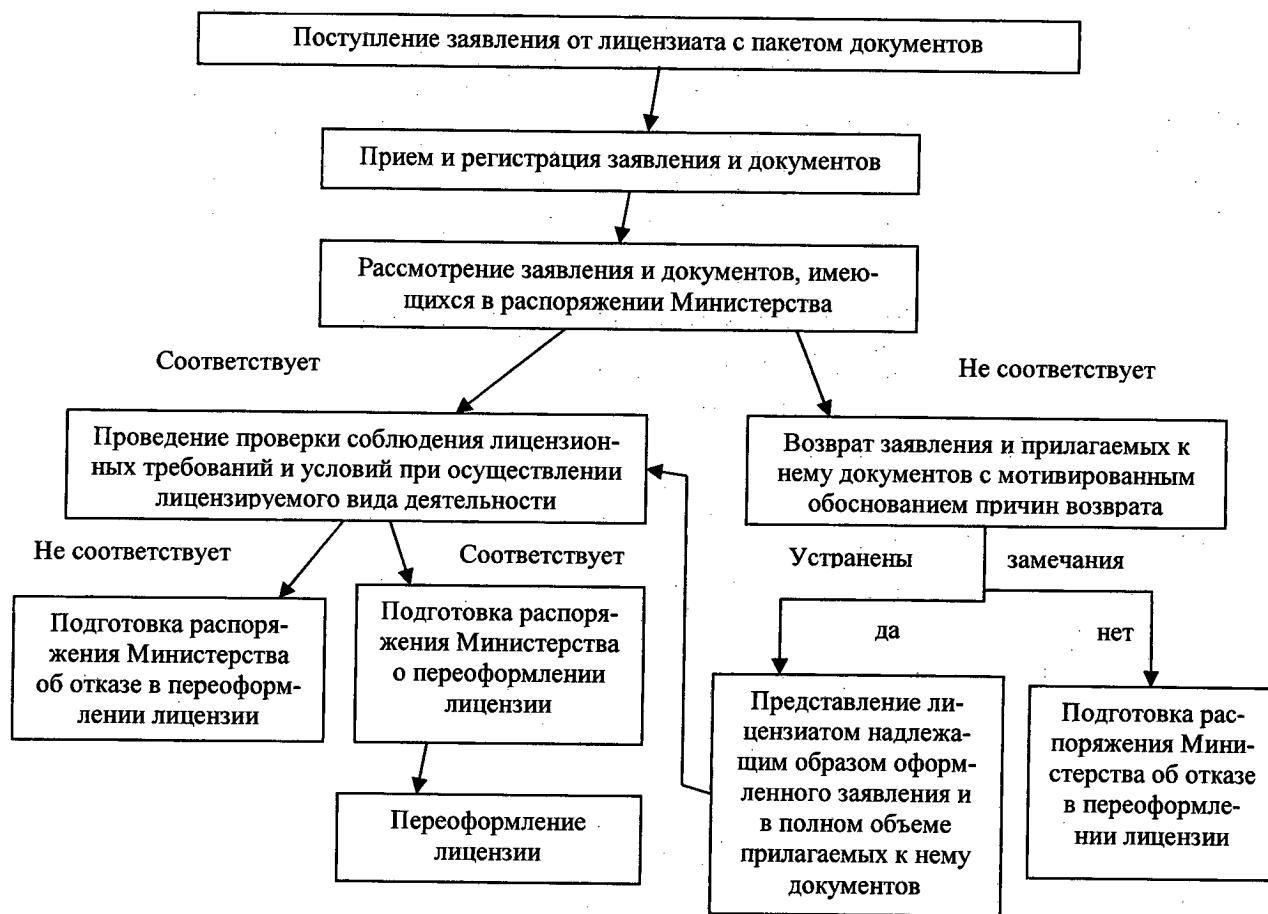 Поступление заявления от лицензиата с пакетом документов
Прием и регистрация заявления и документов
Рассмотрение заявления и документов, имею-
щихся в распоряжении Министерства
Соответствует
Не соответствует
Проведение проверки соблюдения лицензион-
ных требований и условий при осуществлении
лицензируемого вида деятельности
Возврат заявления и прилагаемых к
нему документов с мотивированным
обоснованием причин возврата
Не соответствует
Соответствует
Устранены замечания
Подготовка распоря-
жения Министерства
об отказе в переоформ-
лении лицензии
Подготовка распоря-
жения Министерства
о переоформлении
лицензии
да
нет
Представление ли-
цензиатом надлежа-
щим образом оформ-
ленного заявления и
в полном объеме
прилагаемых к нему
документов
Подготовка рас-
поряжения Мини-
стерства об отказе
в переоформле-
нии лицензии
Переоформление
лицензии